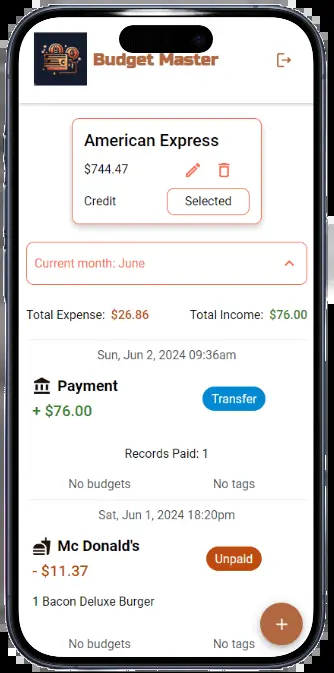 Budget Master
American Express
$744.47
Credit
Selected
Current month: June
Total Expense: $26.86
Total Income: $76.00
Sun, Jun 2, 2024 09:36am
Payment
+ $76.00
Transfer
Records Paid: 1
No budgets
No tags
Sat, Jun 1, 2024 18:20pm
Mc Donald's
- $11.37
Unpaid
1 Bacon Deluxe Burger
No budgets
No tags
+